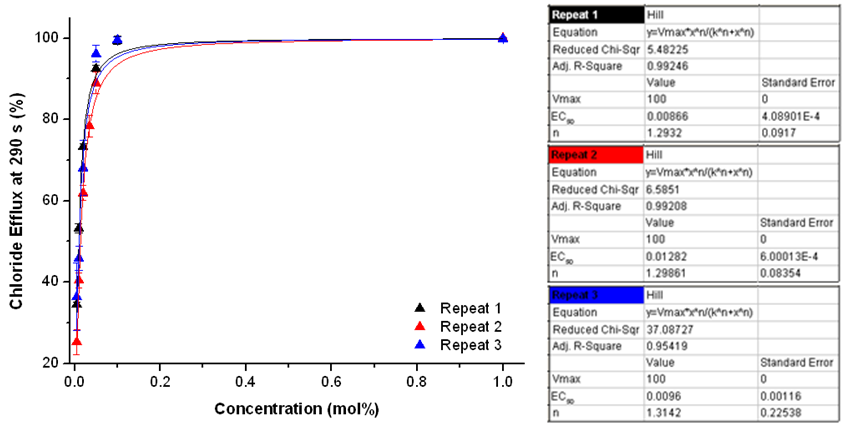 Chloride Efflux at 290 s (%)
100
80
60
40
20
0.0 0.2 0.4 0.6 0.8 1.0
Concentration (mol%)
Repeat 1
Repeat 2
Repeat 3
Repeat 1 Hill
Equation y=Vmax*x^n/(k^n+x^n)
Reduced Chi-Sqr 5.48225
Adj. R-Square 0.99246
Value Standard Error
Vmax 100 0
EC50 0.00866 4.08901E-4
n 1.2932 0.0917
Repeat 2 Hill
Equation y=Vmax*x^n/(k^n+x^n)
Reduced Chi-Sqr 6.5851
Adj. R-Square 0.99208
Value Standard Error
Vmax 100 0
EC50 0.01282 6.00013E-4
n 1.29861 0.08354
Repeat 3 Hill
Equation y=Vmax*x^n/(k^n+x^n)
Reduced Chi-Sqr 37.08727
Adj. R-Square 0.95419
Value Standard Error
Vmax 100 0
EC50 0.0096 0.00116
n 1.3142 0.22538